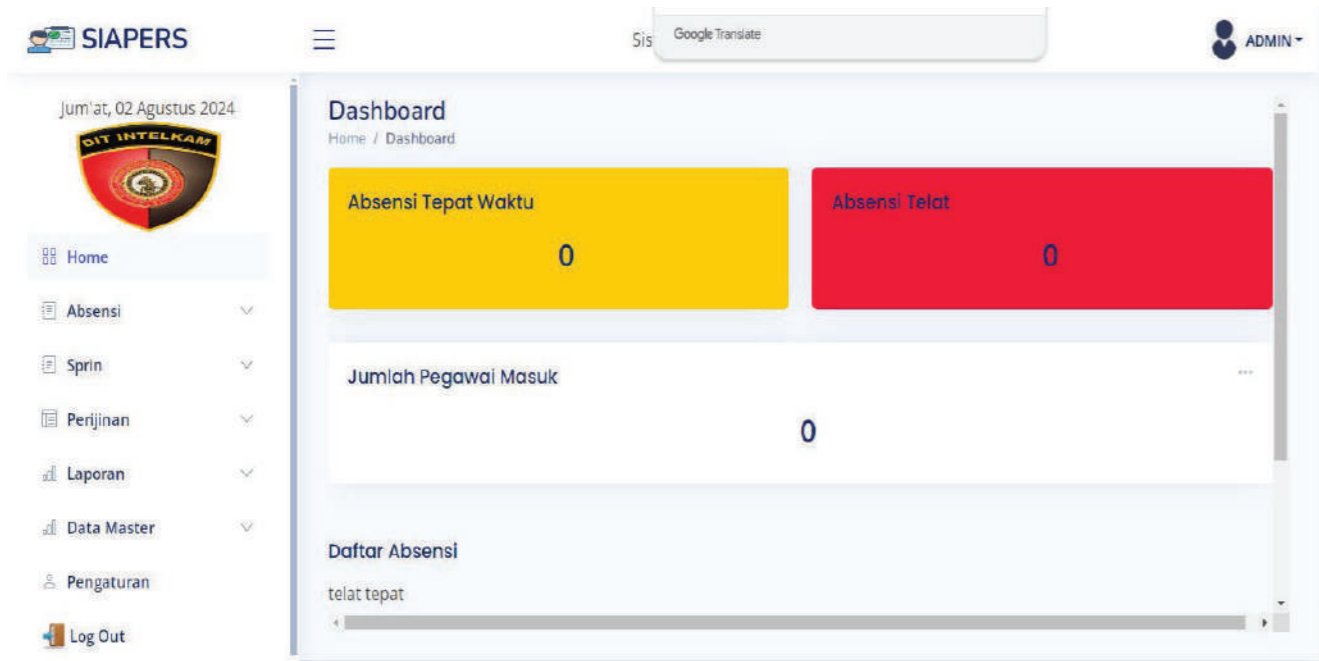 SIAPERS
Sis
Google Translate
ADMIN
Jum'at, 02 Agustus 2024
DIT INTELKAM
Home
Absensi
Sprin
Perijinan
Laporan
Data Master
Pengaturan
Log Out
Dashboard
Home / Dashboard
Absensi Tepat Waktu
0
Absensi Telat
0
Jumlah Pegawai Masuk
...
0
Daftar Absensi
telat tepat